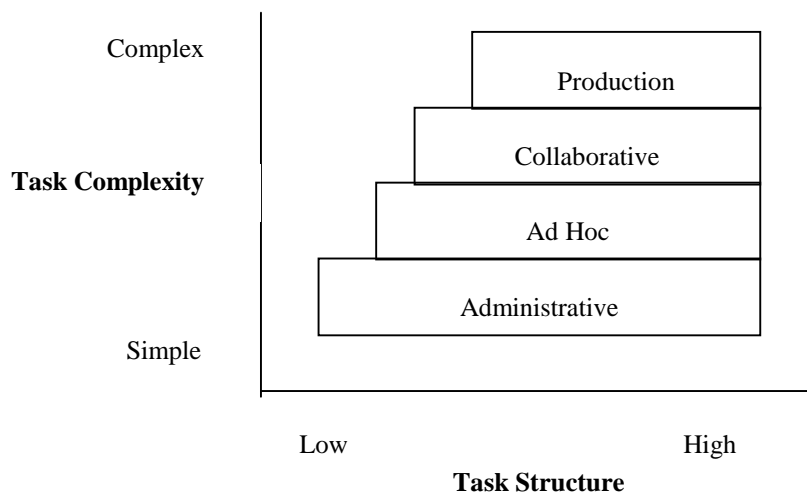 Complex
Production
Collaborative
Task Complexity
Ad Hoc
Administrative
Simple
Low High
Task Structure